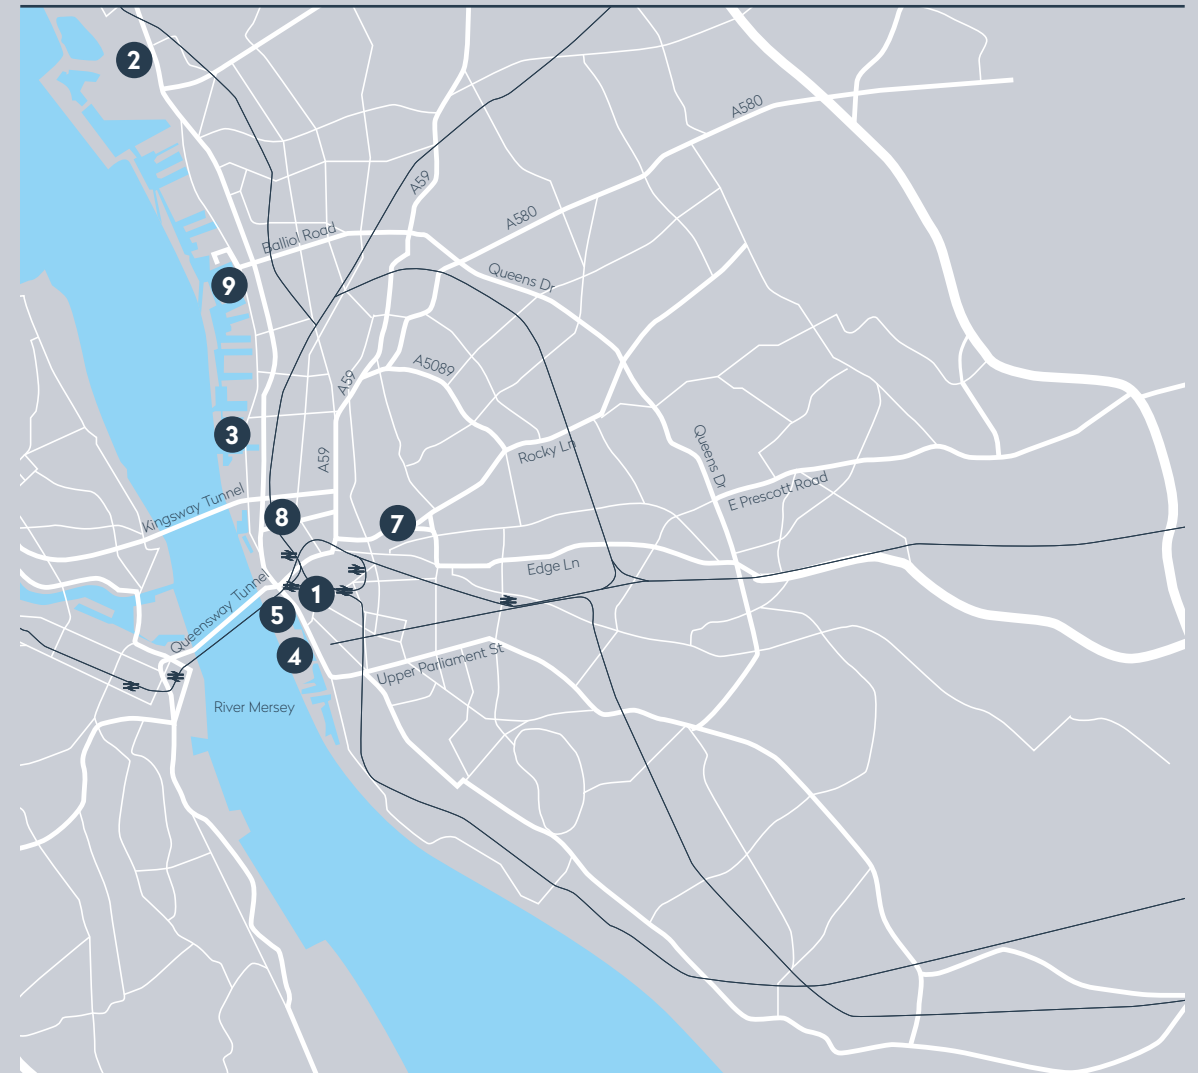 2
A580
A59
A580
Balliol Road
Queens Dr
9
A5089
A59
3
Queens Dr
Rocky Ln
A59
E Prescott Road
Kingsway Tunnel
8
7
Edge Ln
1
Queensway Tunnel
5
4
Upper Parliament St
River Mersey